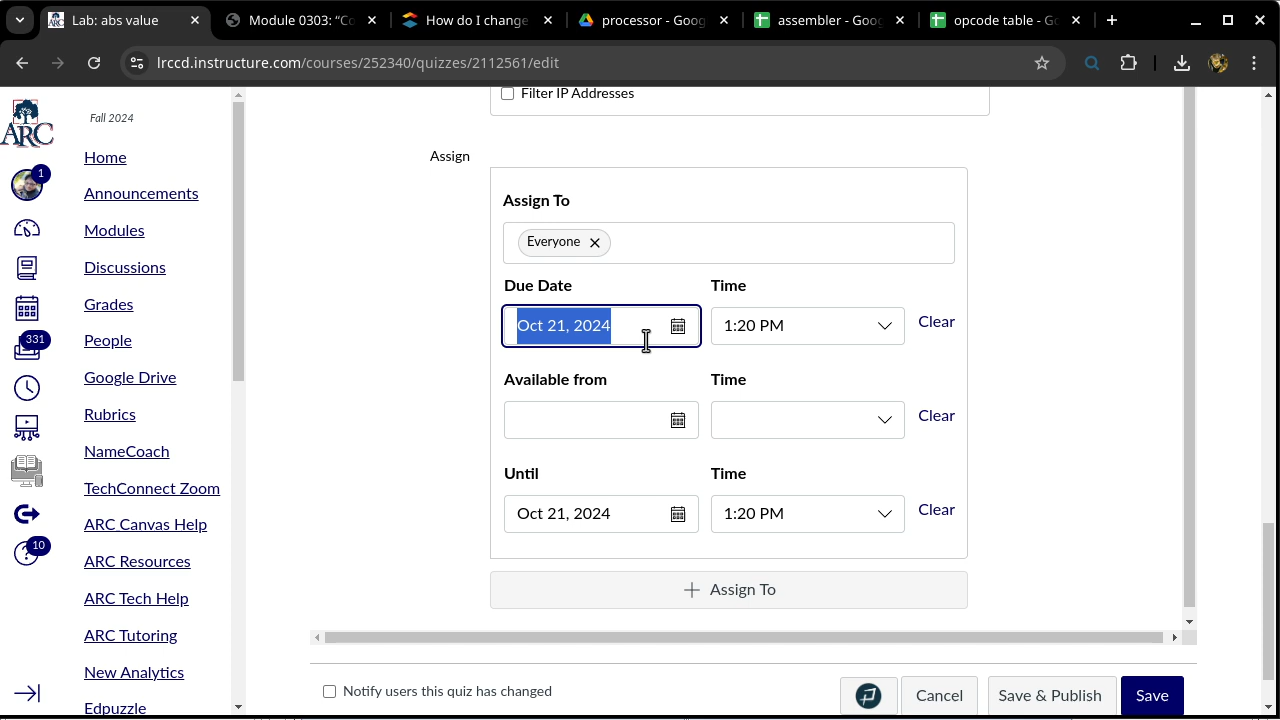 Lab: abs value
Module 0303: “Co
How do I change
processor - Goog
assembler - Goog
opcode table - Go
lrccd.instructure.com/courses/252340/quizzes/2112561/edit
ARC
Fall 2024
Home
1
Announcements
Modules
Discussions
Grades
331
People
Google Drive
Rubrics
NameCoach
TechConnect Zoom
ARC Canvas Help
10
ARC Resources
ARC Tech Help
ARC Tutoring
New Analytics
Edpuzzle
Filter IP Addresses
Assign
Assign To
Everyone
Due Date Time
Oct 21, 2024 1:20 PM Clear
Available from Time
Clear
Until Time
Oct 21, 2024 1:20 PM Clear
Assign To
Notify users this quiz has changed
Cancel Save & Publish Save